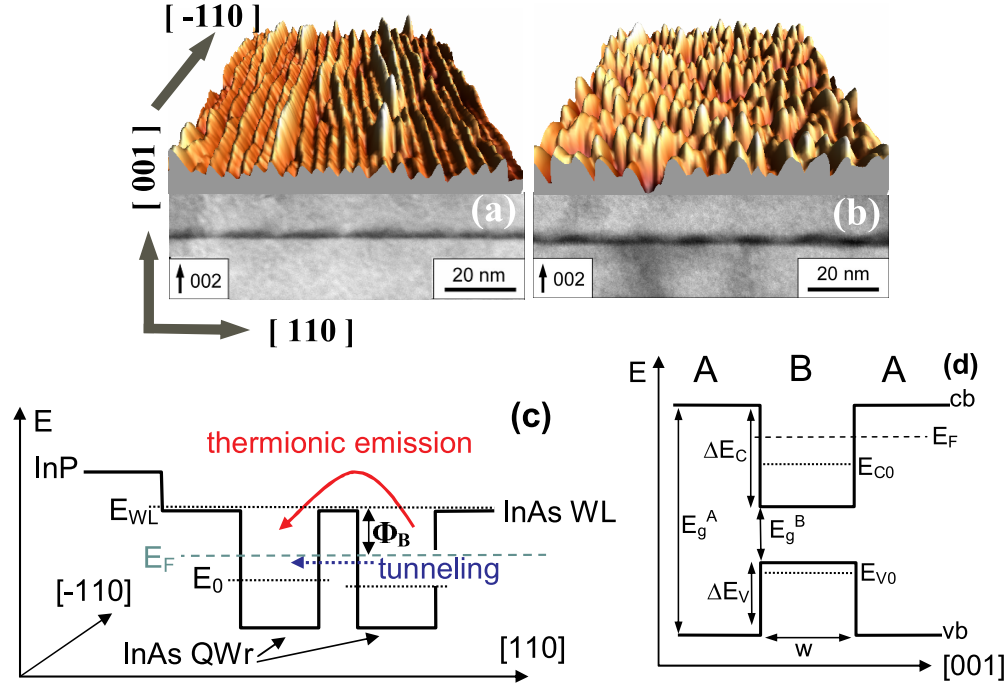 [ -110 ]
[ 001 ]
(a)
(b)
002
20 nm
002
20 nm
[ 110 ]
(c)
E
thermionic emission
InP
E_WL
InAs WL
Φ_B
E_F
tunneling
E_0
[-110]
InAs QWr
[110]
(d)
E
A
B
A
cb
E_F
ΔE_C
E_C0
E_g^A
E_g^B
E_V0
ΔE_V
w
vb
[001]